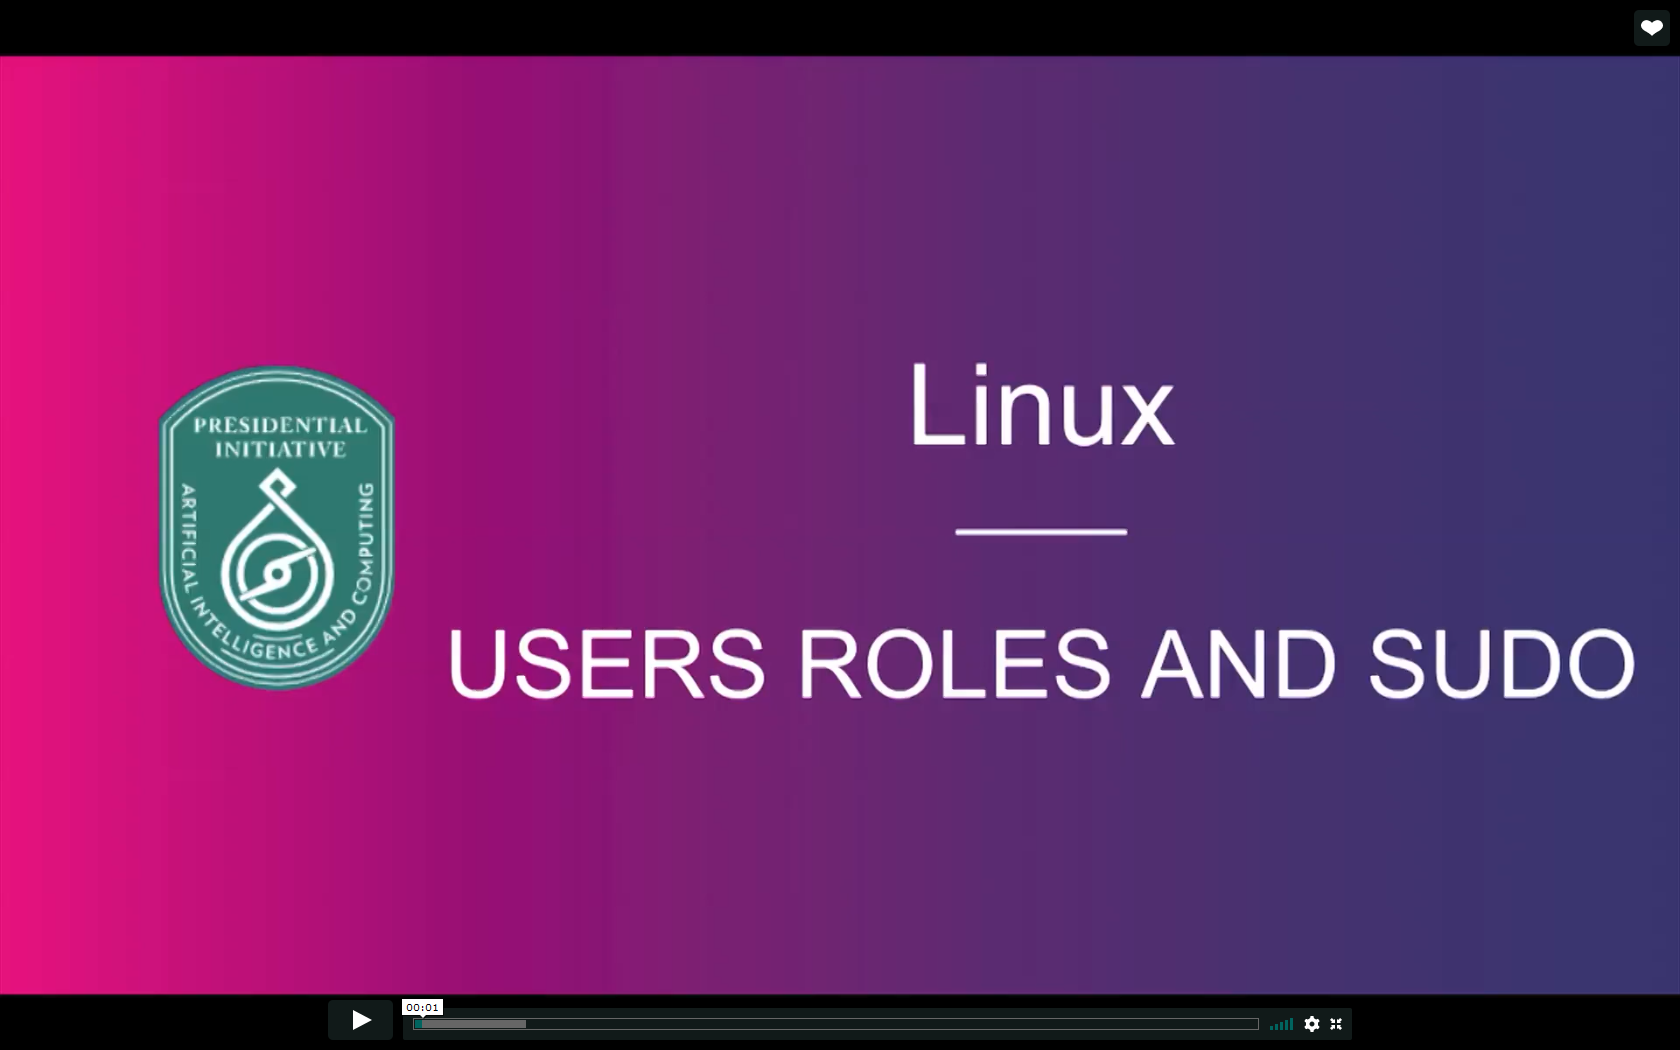 Linux
PRESIDENTIAL
INITIATIVE
ARTIFICIAL INTELLIGENCE AND COMPUTING
USERS ROLES AND SUDO
00:01